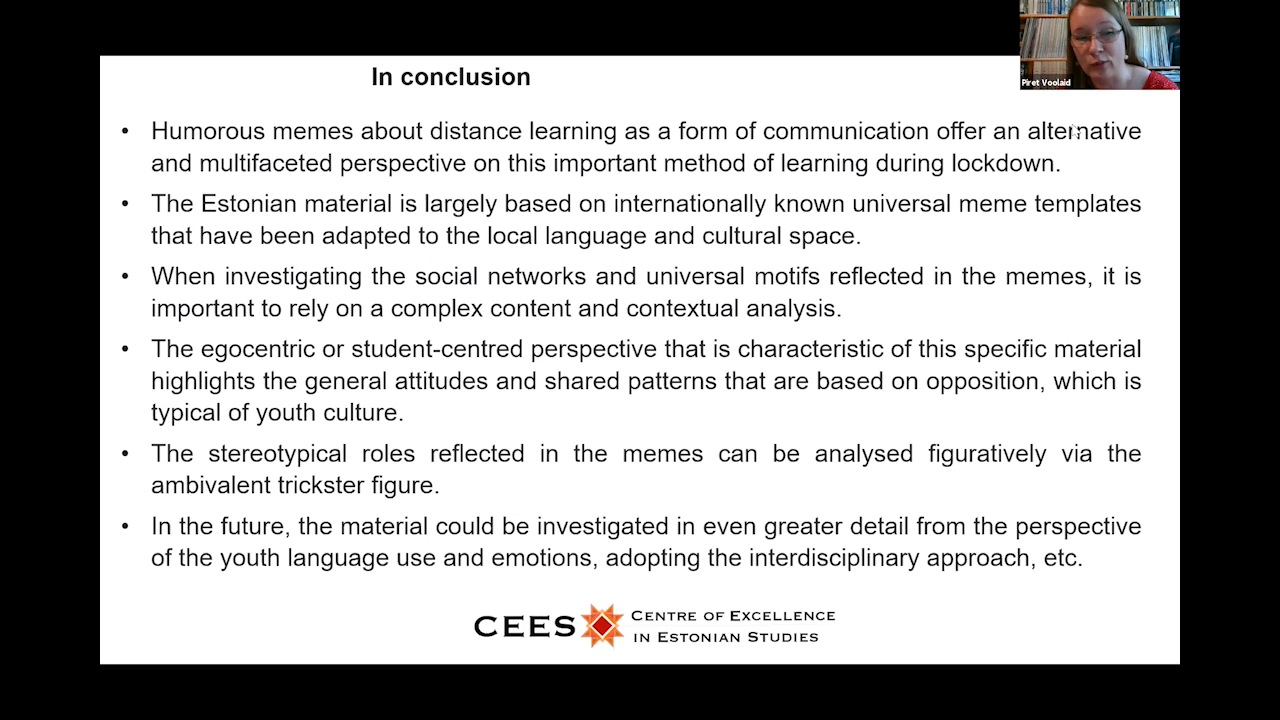 In conclusion
Piret Voolaid
• Humorous memes about distance learning as a form of communication offer an alternative
and multifaceted perspective on this important method of learning during lockdown.
• The Estonian material is largely based on internationally known universal meme templates
that have been adapted to the local language and cultural space.
• When investigating the social networks and universal motifs reflected in the memes, it is
important to rely on a complex content and contextual analysis.
• The egocentric or student-centred perspective that is characteristic of this specific material
highlights the general attitudes and shared patterns that are based on opposition, which is
typical of youth culture.
• The stereotypical roles reflected in the memes can be analysed figuratively via the
ambivalent trickster figure.
• In the future, the material could be investigated in even greater detail from the perspective
of the youth language use and emotions, adopting the interdisciplinary approach, etc.
CEES
CENTRE OF EXCELLENCE
IN ESTONIAN STUDIES